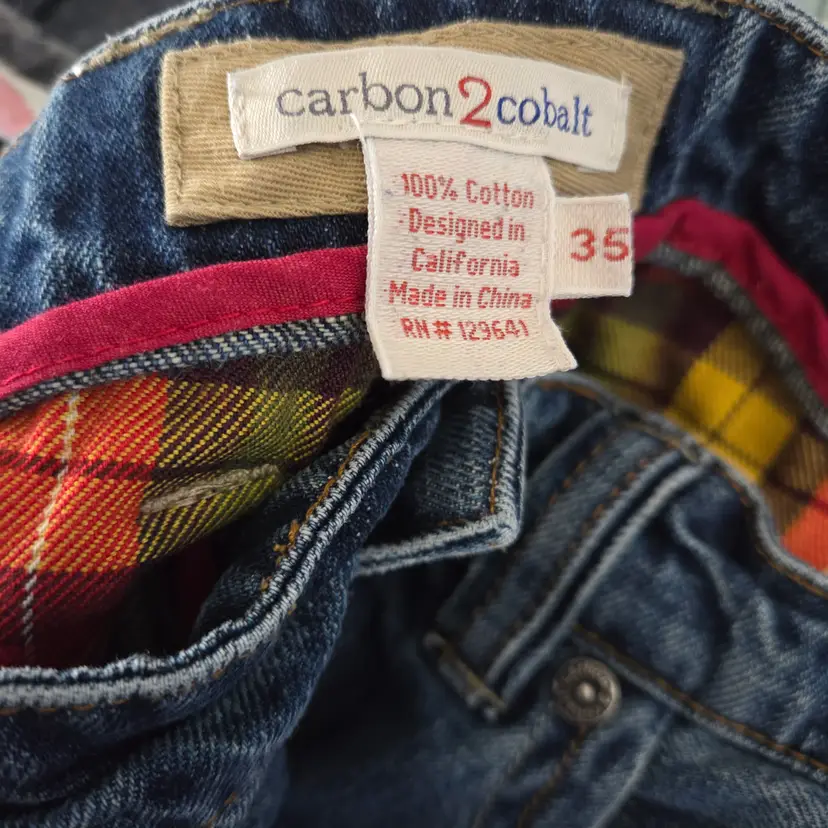 carbon2cobalt
100% Cotton
Designed in
California
Made in China
RN# 129641
35